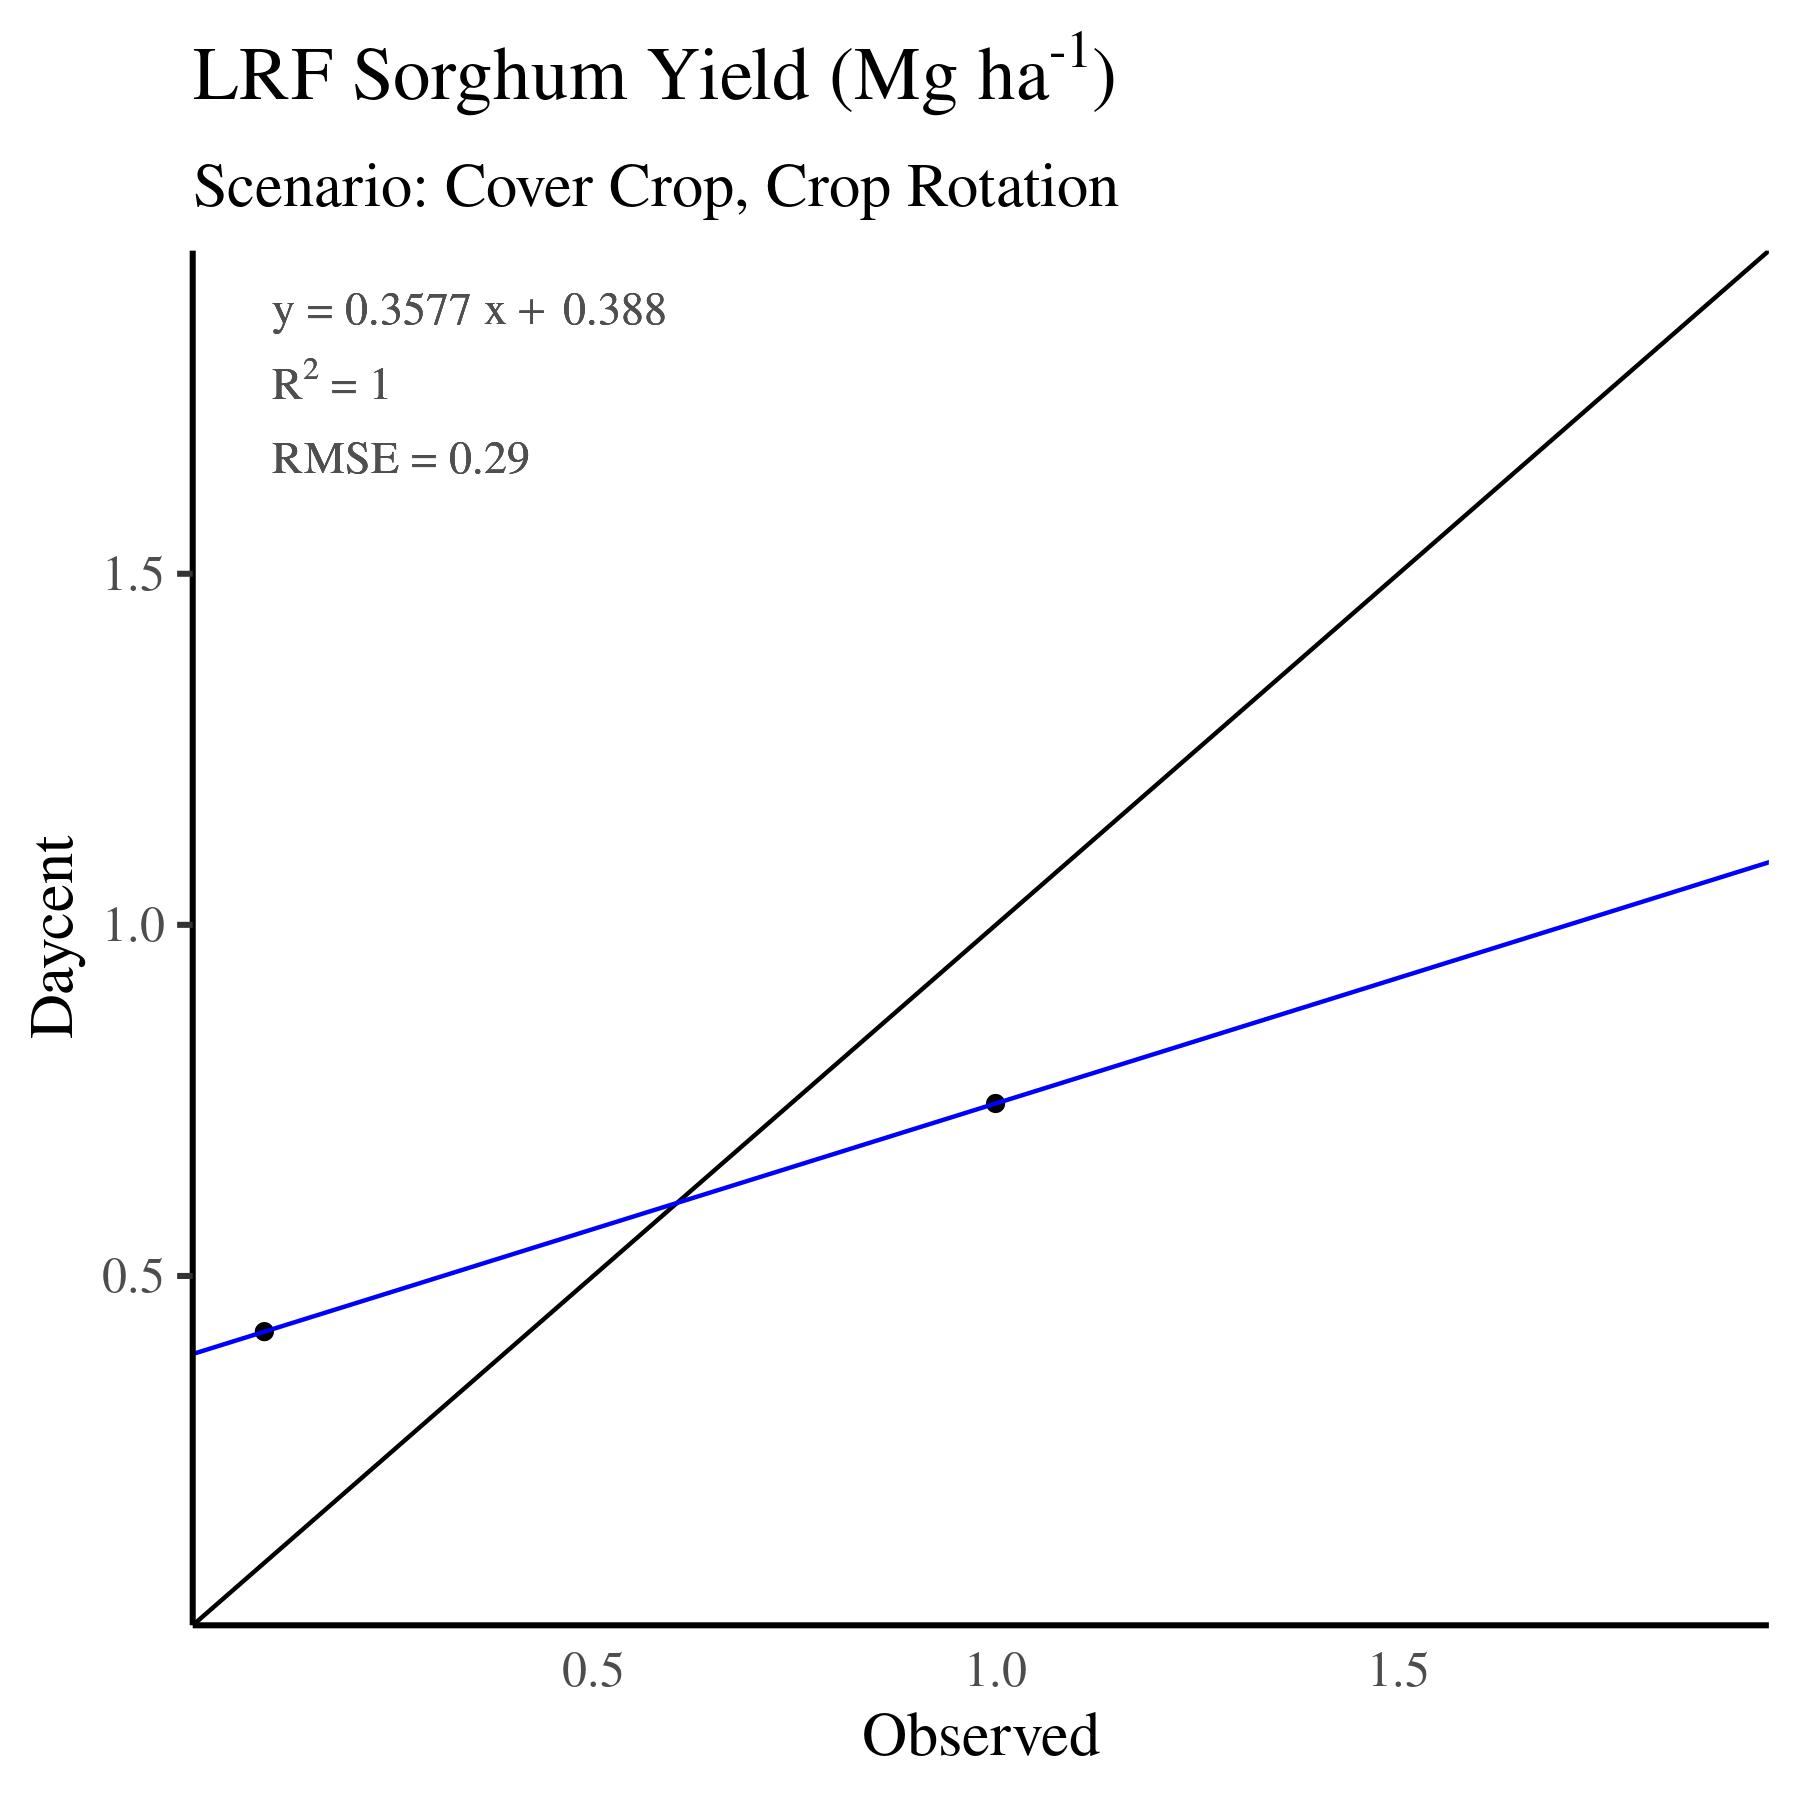 LRF Sorghum Yield (Mg ha⁻¹)
Scenario: Cover Crop, Crop Rotation
y = 0.3577 x + 0.388
R² = 1
RMSE = 0.29
1.5
1.0
0.5
Daycent
0.5 1.0 1.5
Observed